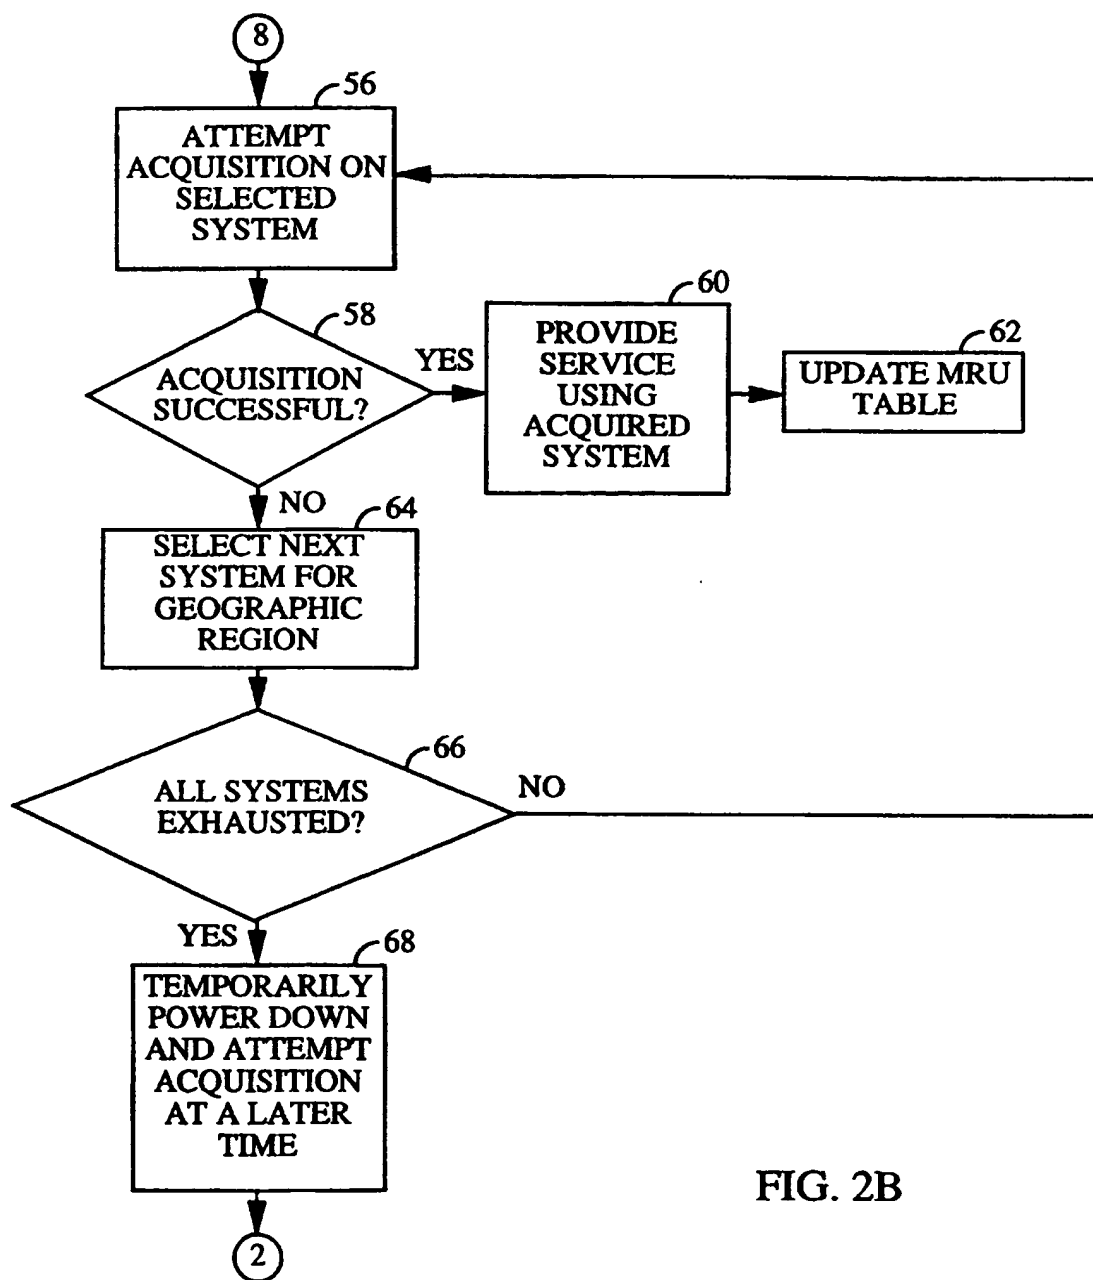 8
56
ATTEMPT
ACQUISITION ON
SELECTED
SYSTEM
58
ACQUISITION
SUCCESSFUL?
YES
60
PROVIDE
SERVICE
USING
ACQUIRED
SYSTEM
62
UPDATE MRU
TABLE
NO
64
SELECT NEXT
SYSTEM FOR
GEOGRAPHIC
REGION
66
ALL SYSTEMS
EXHAUSTED?
NO
YES
68
TEMPORARILY
POWER DOWN
AND ATTEMPT
ACQUISITION
AT A LATER
TIME
2
FIG. 2B